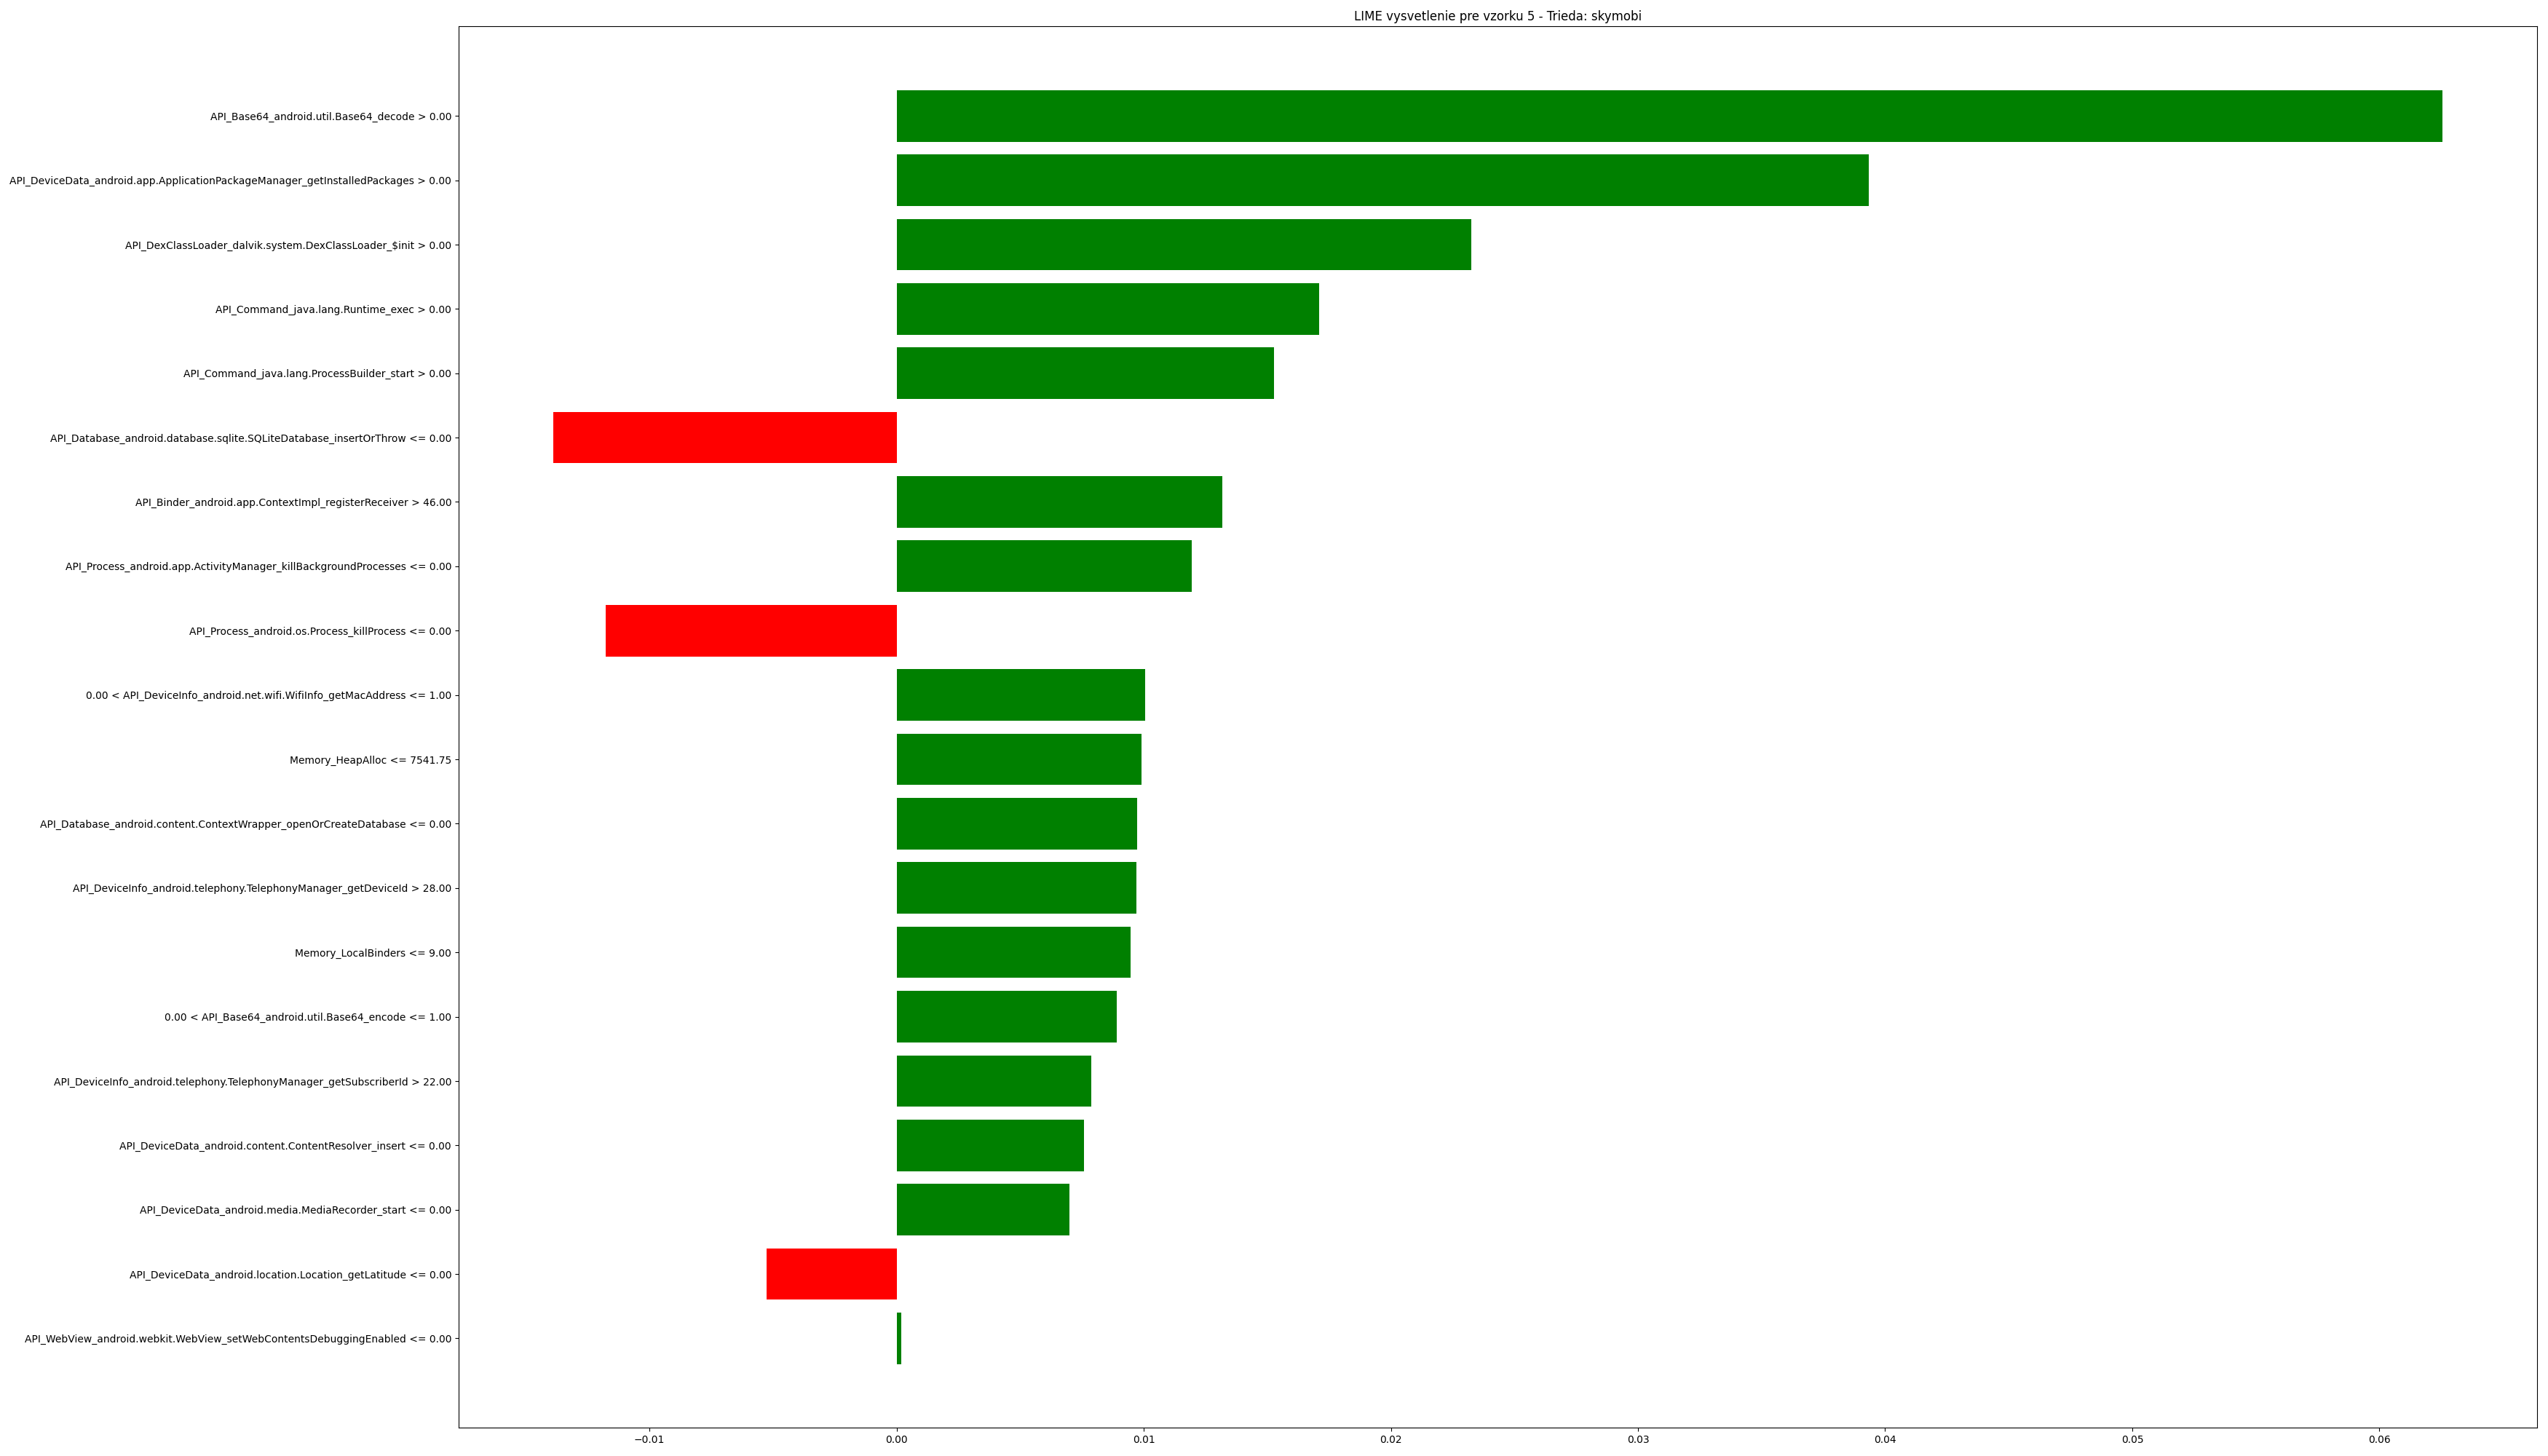 LIME vysvetlenie pre vzorku 5 - Trieda: skymobi
API_Base64_android.util.Base64_decode > 0.00
API_DeviceData_android.app.ApplicationPackageManager_getInstalledPackages > 0.00
API_DexClassLoader_dalvik.system.DexClassLoader_$init > 0.00
API_Command_java.lang.Runtime_exec > 0.00
API_Command_java.lang.ProcessBuilder_start > 0.00
API_Database_android.database.sqlite.SQLiteDatabase_insertOrThrow <= 0.00
API_Binder_android.app.ContextImpl_registerReceiver > 46.00
API_Process_android.app.ActivityManager_killBackgroundProcesses <= 0.00
API_Process_android.os.Process_killProcess <= 0.00
0.00 < API_DeviceInfo_android.net.wifi.WifiInfo_getMacAddress <= 1.00
Memory_HeapAlloc <= 7541.75
API_Database_android.content.ContextWrapper_openOrCreateDatabase <= 0.00
API_DeviceInfo_android.telephony.TelephonyManager_getDeviceId > 28.00
Memory_LocalBinders <= 9.00
0.00 < API_Base64_android.util.Base64_encode <= 1.00
API_DeviceInfo_android.telephony.TelephonyManager_getSubscriberId > 22.00
API_DeviceData_android.content.ContentResolver_insert <= 0.00
API_DeviceData_android.media.MediaRecorder_start <= 0.00
API_DeviceData_android.location.Location_getLatitude <= 0.00
API_WebView_android.webkit.WebView_setWebContentsDebuggingEnabled <= 0.00
−0.01 0.00 0.01 0.02 0.03 0.04 0.05 0.06